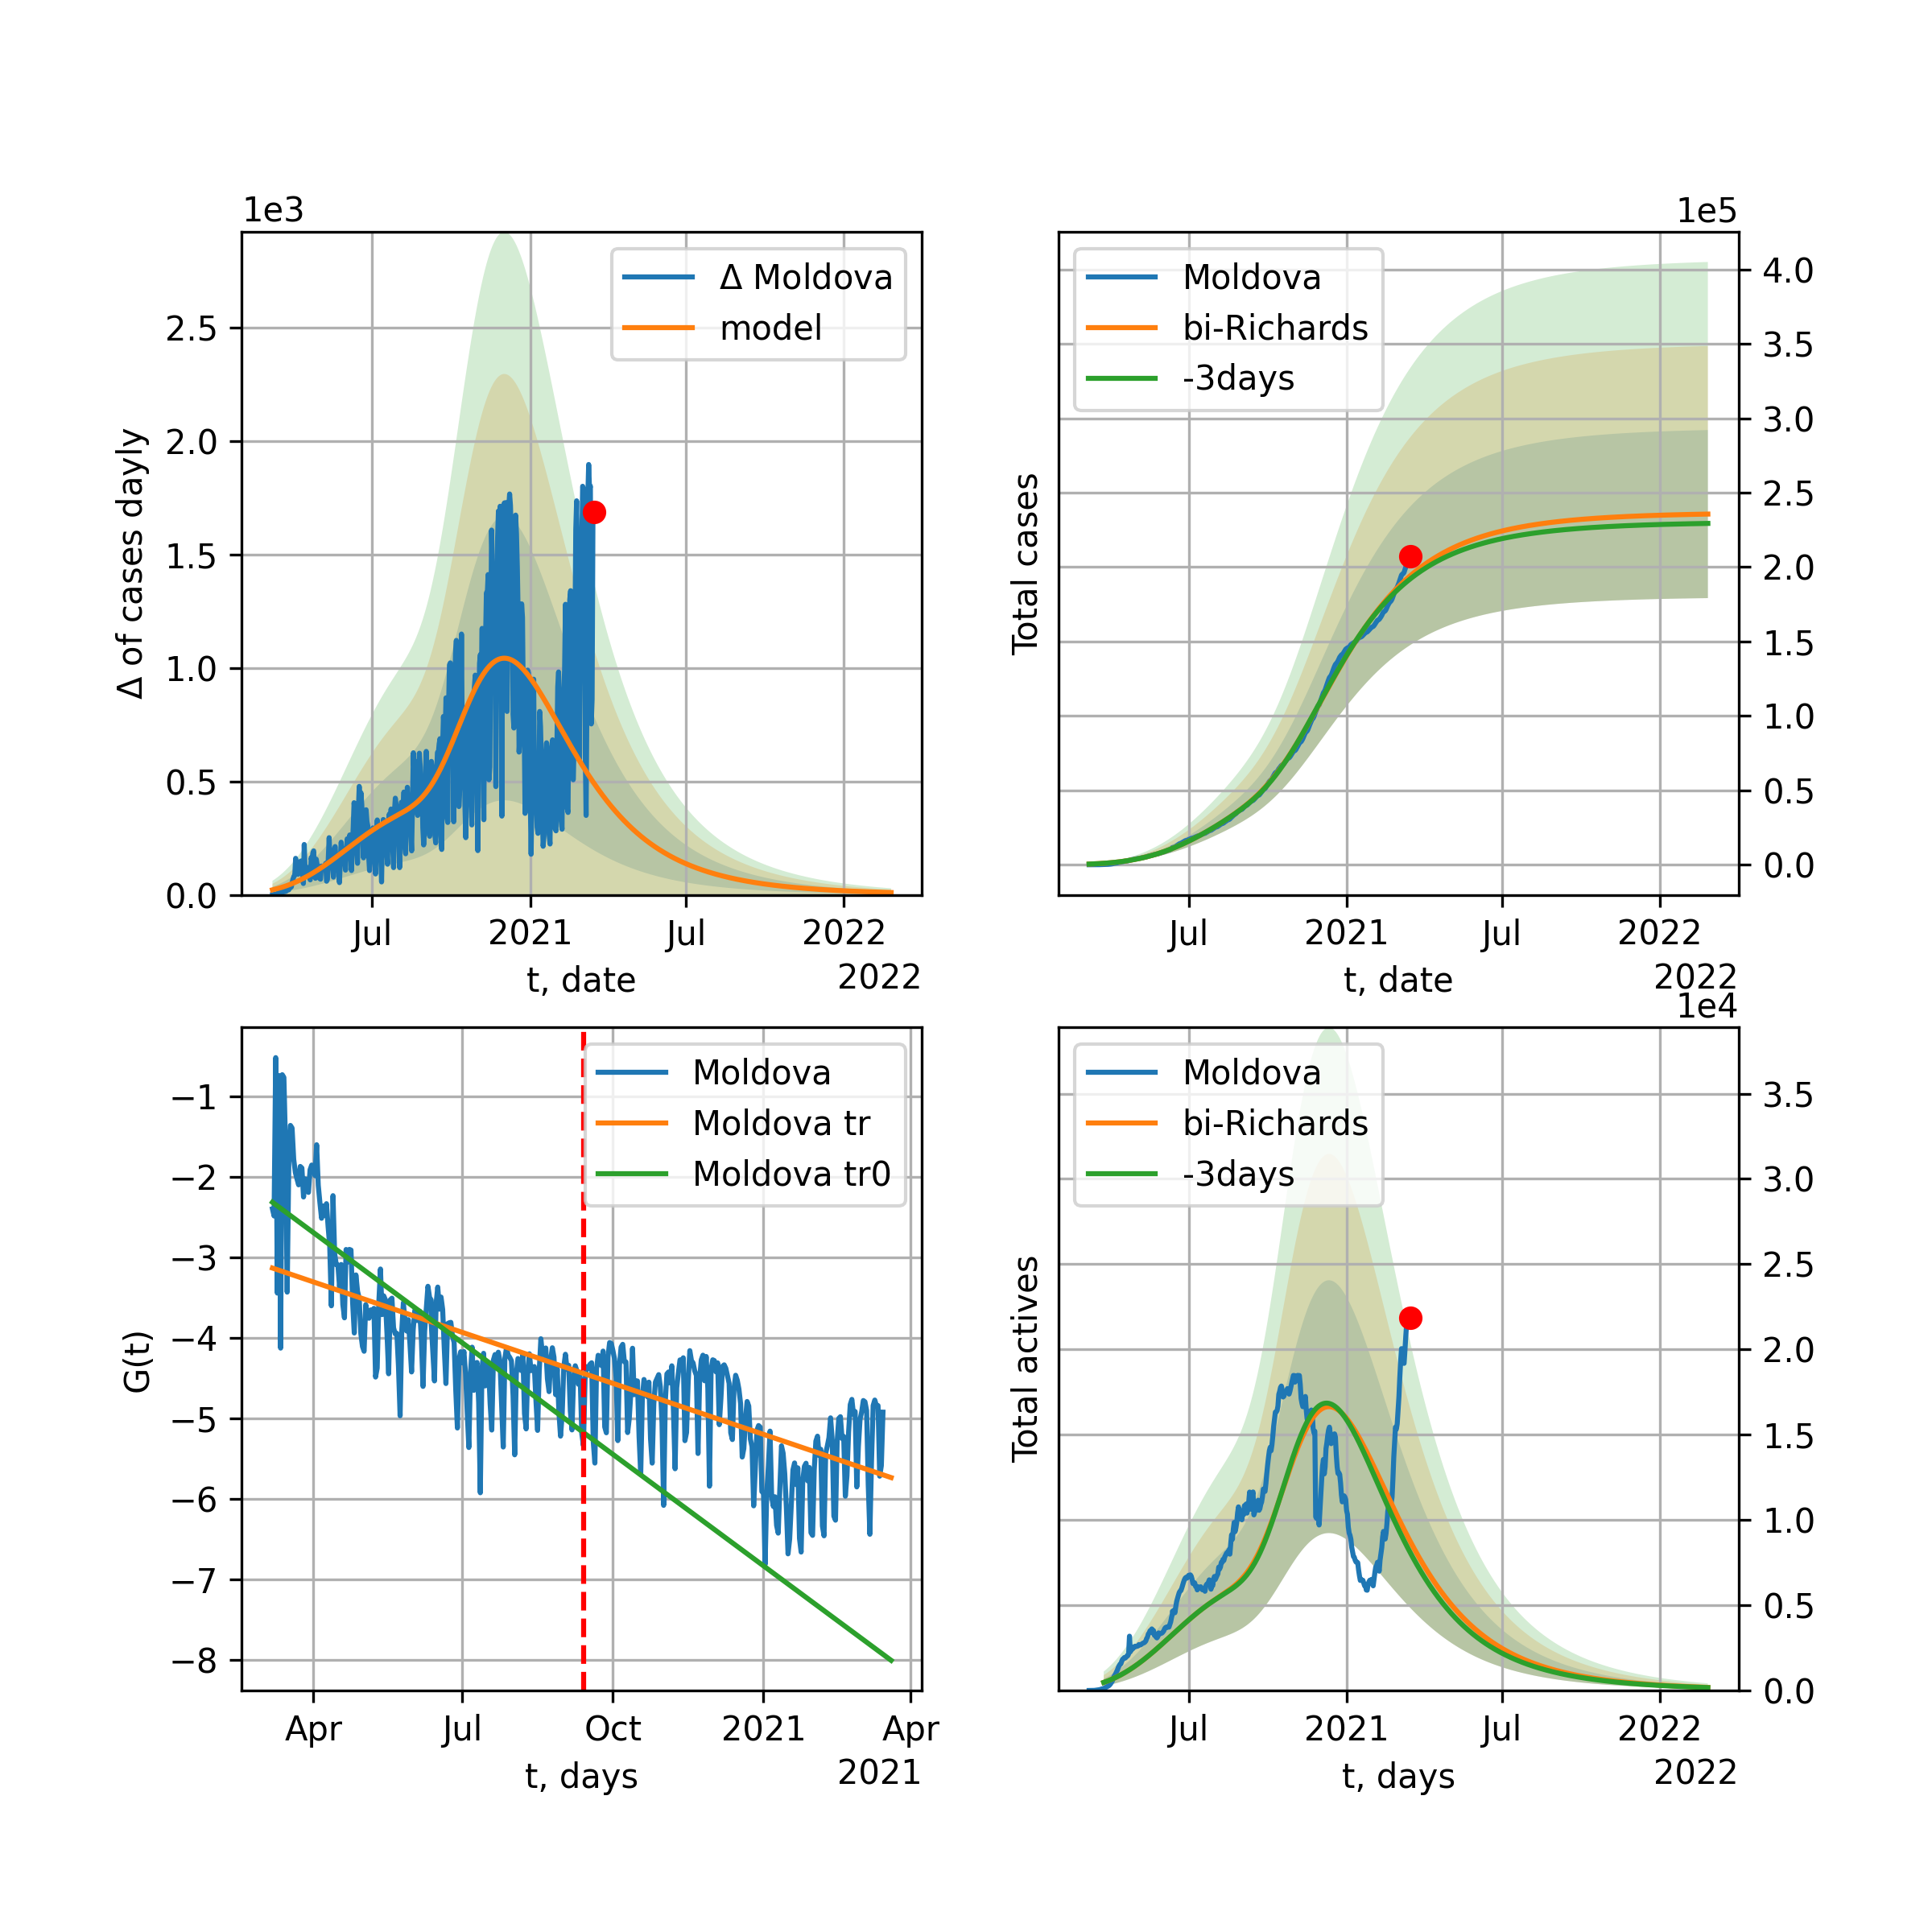 1e3
Δ Moldova
model
2.5
2.0
1.5
1.0
0.5
0.0
Δ of cases dayly
Jul
2021
Jul
2022
t, date
2022
1e5
Moldova
bi-Richards
-3days
4.0
3.5
3.0
2.5
2.0
1.5
1.0
0.5
0.0
Total cases
Jul
2021
Jul
2022
t, date
2022
Moldova
Moldova tr
Moldova tr0
−1
−2
−3
−4
−5
−6
−7
−8
G(t)
Apr
Jul
Oct
2021
Apr
t, days
2021
1e4
Moldova
bi-Richards
-3days
3.5
3.0
2.5
2.0
1.5
1.0
0.5
0.0
Total actives
Jul
2021
Jul
2022
t, days
2022